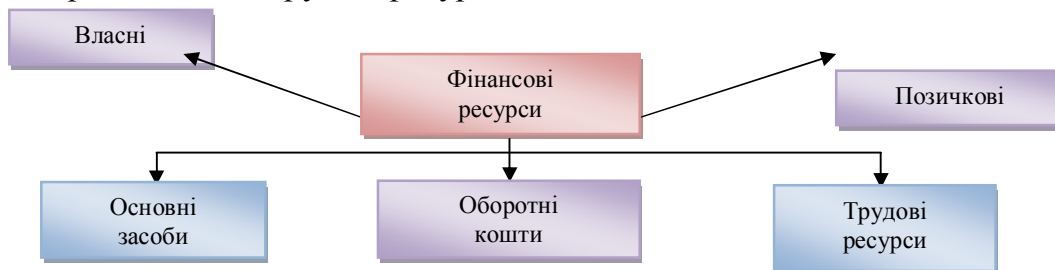 Власні
Фінансові
ресурси
Позичкові
Основні
засоби
Оборотні
кошти
Трудові
ресурси